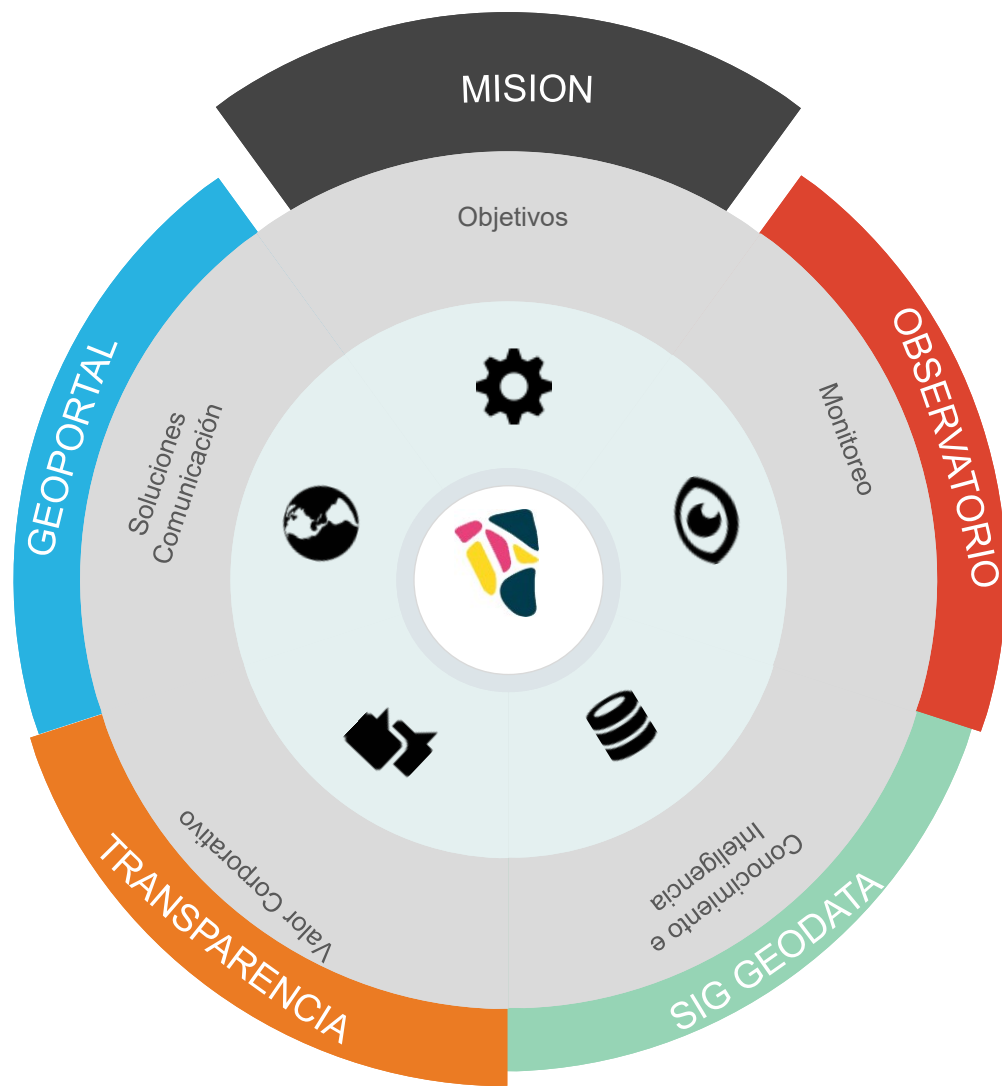 MISION
Objetivos
OBSERVATORIO
Monitoreo
SIG GEODATA
Conocimiento e
Inteligencia
TRANSPARENCIA
Valor Corporativo
GEOPORTAL
Soluciones
Comunicación